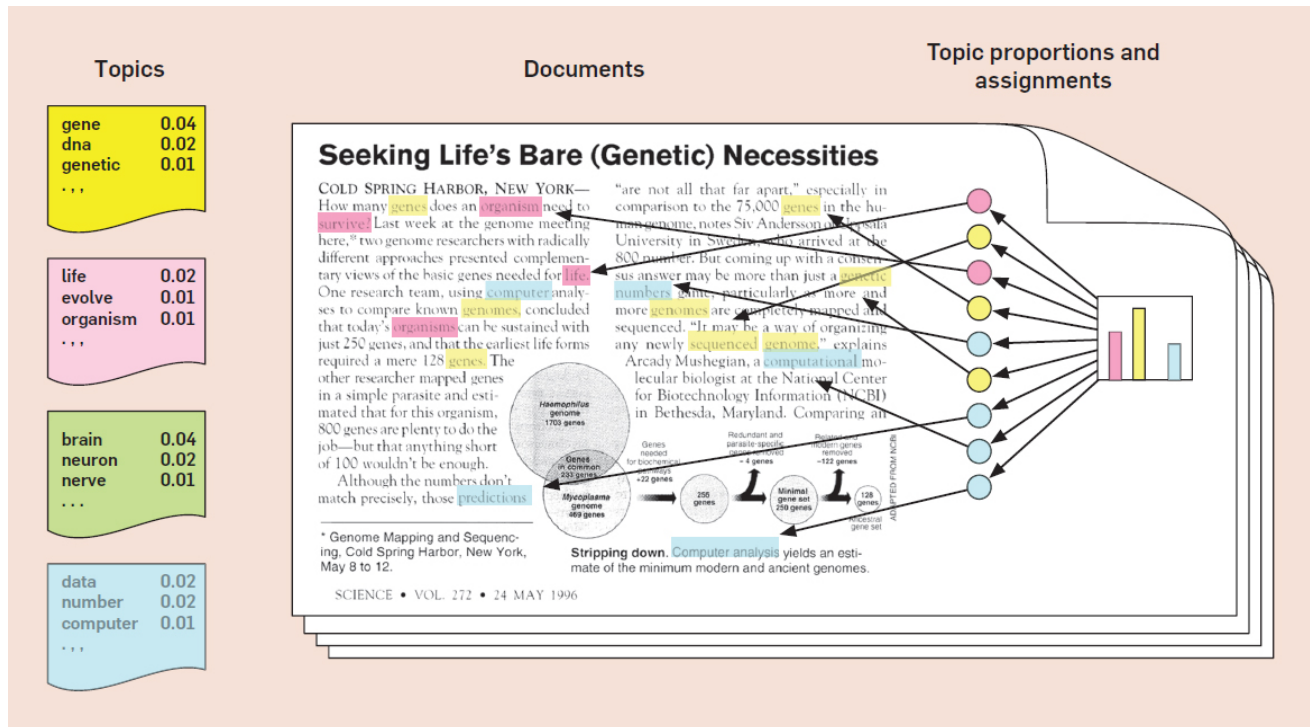 Topics
gene 0.04
dna 0.02
genetic 0.01
. , ,
life 0.02
evolve 0.01
organism 0.01
. , ,
brain 0.04
neuron 0.02
nerve 0.01
. . .
data 0.02
number 0.02
computer 0.01
. , ,
Documents
Topic proportions and
assignments
Seeking Life's Bare (Genetic) Necessities
COLD SPRING HARBOR, NEW YORK—
How many genes does an organism need to
survive? Last week at the genome meeting
here,* two genome researchers with radically
different approaches presented complemen-
tary views of the basic genes needed for life.
One research team, using computer analy-
ses to compare known genomes, concluded
that today's organisms can be sustained with
just 250 genes, and that the earliest life forms
required a mere 128 genes. The
other researcher mapped genes
in a simple parasite and esti-
mated that for this organism,
800 genes are plenty to do the
job—but that anything short
of 100 wouldn't be enough.
Although the numbers don't
match precisely, those predictions
* Genome Mapping and Sequenc-
ing, Cold Spring Harbor, New York,
May 8 to 12.
"are not all that far apart," especially in
comparison to the 75,000 genes in the hu-
man genome, notes Siv Andersson of Uppsala
University in Sweden, who arrived at the
800 number. But coming up with a consen-
sus answer may be more than just a genetic
numbers game, particularly as more and
more genomes are completely mapped and
sequenced. "It may be a way of organizing
any newly sequenced genome," explains
Arcady Mushegian, a computational mo-
lecular biologist at the National Center
for Biotechnology Information (NCBI)
in Bethesda, Maryland. Comparing an
Haemophilus
genome
1703 genes
Genes
in common
233 genes
Mycoplasma
genome
469 genes
Genes
needed
for biochemical
pathways
+22 genes
255
genes
Redundant and
parasite-specific
genes removed
– 4 genes
Minimal
gene set
250 genes
Related and
modern genes
removed
–122 genes
128
genes
Ancestral
gene set
ADAPTED FROM NCBI
Stripping down. Computer analysis yields an esti-
mate of the minimum modern and ancient genomes.
SCIENCE • VOL. 272 • 24 MAY 1996